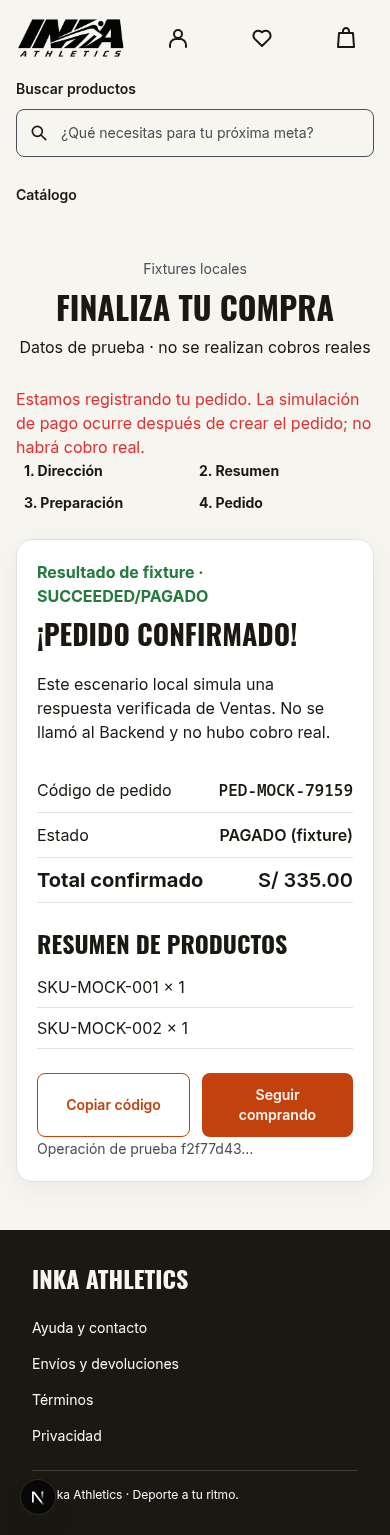 INKA
ATHLETICS
Buscar productos
¿Qué necesitas para tu próxima meta?
Catálogo
Fixtures locales
FINALIZA TU COMPRA
Datos de prueba · no se realizan cobros reales
Estamos registrando tu pedido. La simulación
de pago ocurre después de crear el pedido; no
habrá cobro real.
1. Dirección
2. Resumen
3. Preparación
4. Pedido
Resultado de fixture ·
SUCCEEDED/PAGADO
¡PEDIDO CONFIRMADO!
Este escenario local simula una
respuesta verificada de Ventas. No se
llamó al Backend y no hubo cobro real.
Código de pedido PED-MOCK-79159
Estado PAGADO (fixture)
Total confirmado S/ 335.00
RESUMEN DE PRODUCTOS
SKU-MOCK-001 × 1
SKU-MOCK-002 × 1
Copiar código
Seguir
comprando
Operación de prueba f2f77d43…
INKA ATHLETICS
Ayuda y contacto
Envíos y devoluciones
Términos
Privacidad
ka Athletics · Deporte a tu ritmo.
N